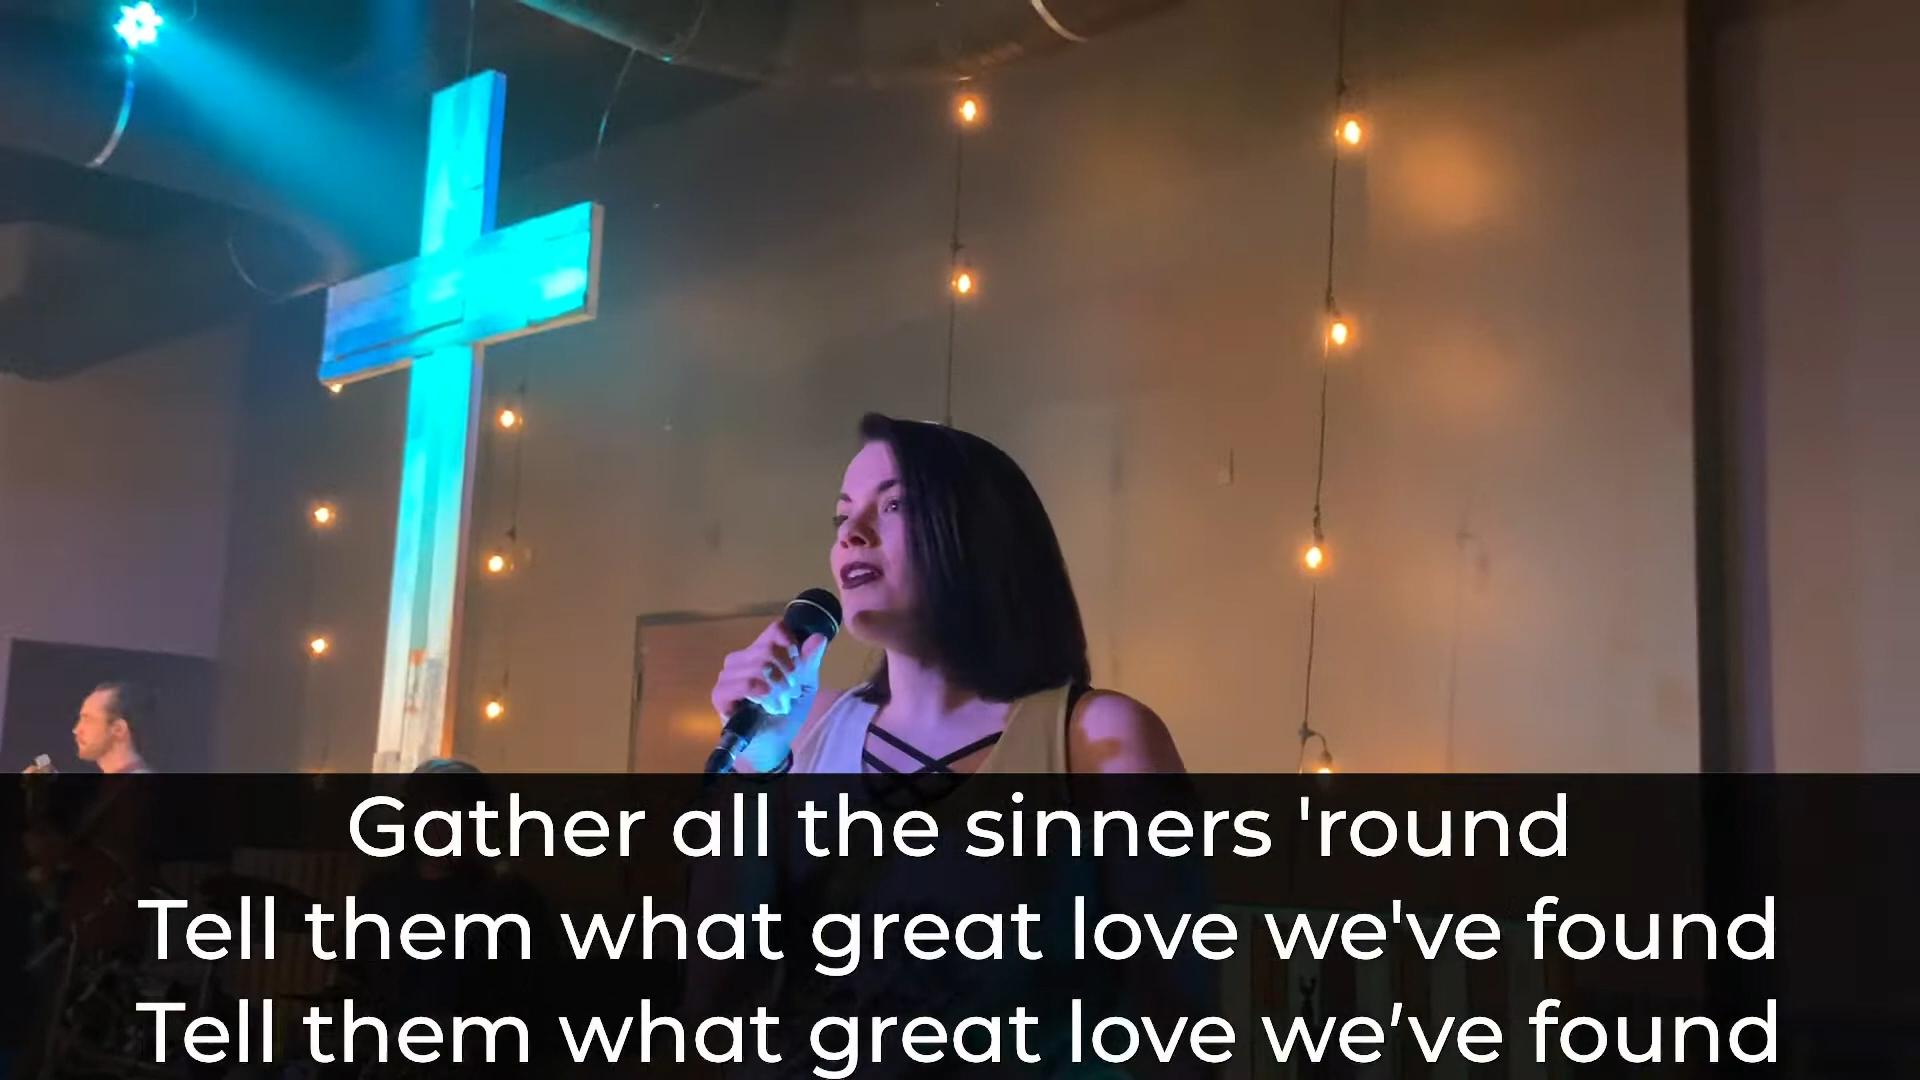 Gather all the sinners 'round
Tell them what great love we've found
Tell them what great love we’ve found